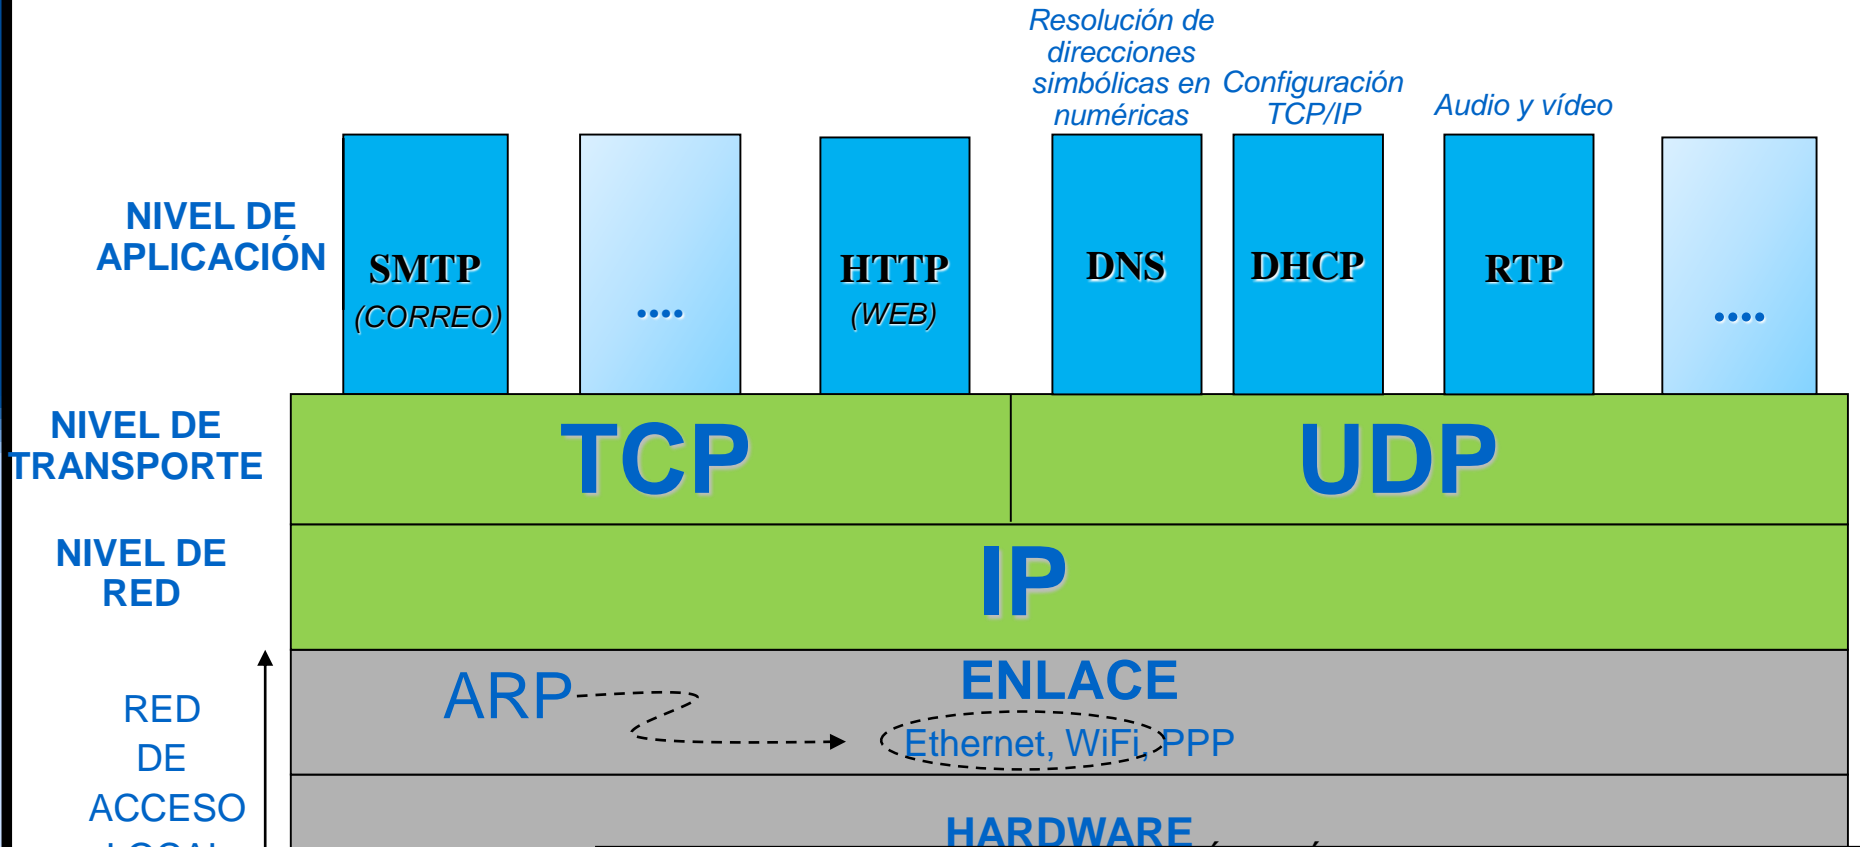 Resolución de
direcciones
simbólicas en
numéricas
Configuración
TCP/IP
Audio y vídeo
NIVEL DE
APLICACIÓN
SMTP
(CORREO)
....
HTTP
(WEB)
DNS
DHCP
RTP
....
NIVEL DE
TRANSPORTE
TCP
UDP
NIVEL DE
RED
IP
RED
DE
ACCESO
LOCAL
ARP
ENLACE
Ethernet, WiFi, PPP
HARDWARE